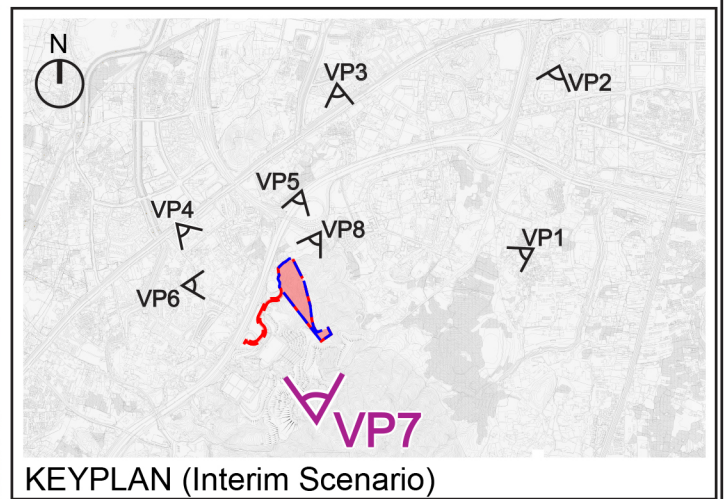 N
VP3
VP2
VP5
VP4
VP8
VP1
VP6
VP7
KEYPLAN (Interim Scenario)